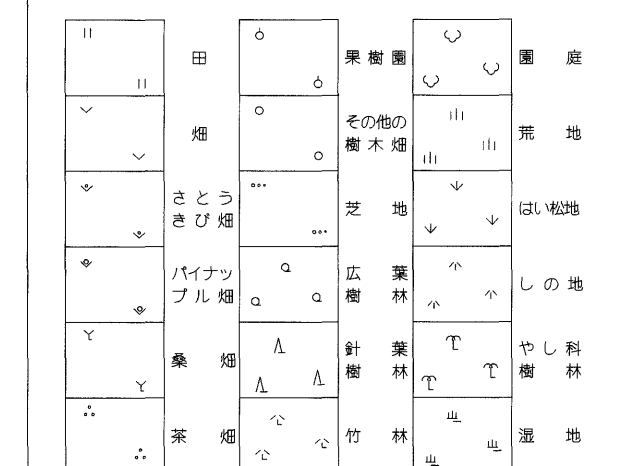 田
果樹園
園庭
畑
その他の
樹木畑
荒地
さとう
きび畑
芝地
はい松地
パイナッ
プル畑
広葉
樹林
しの地
桑畑
針葉
樹林
やし科
樹林
茶畑
竹林
湿地